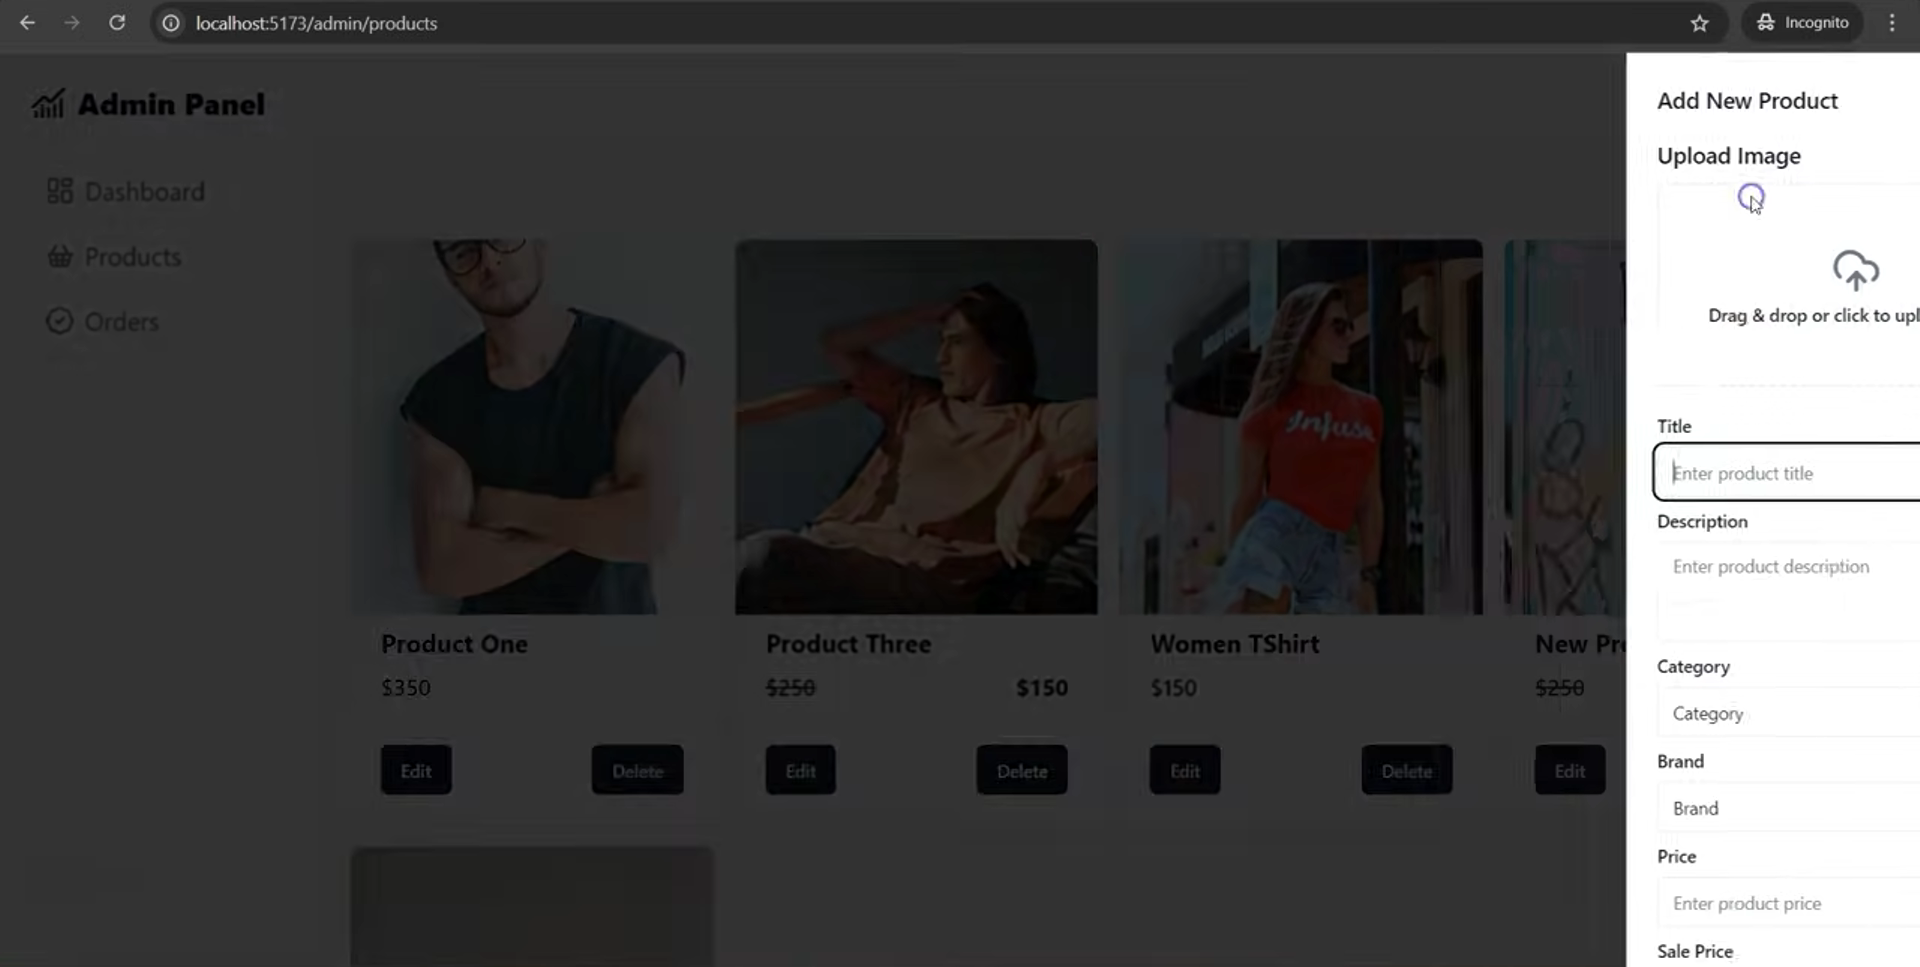 localhost:5173/admin/products
Incognito
Admin Panel
Dashboard
Products
Orders
Infuse
Product One
$350
Edit
Delete
Product Three
$250 $150
Edit
Delete
Women TShirt
$150
Edit
Delete
New Pr
$250
Edit
Add New Product
Upload Image
Drag & drop or click to upl
Title
Enter product title
Description
Enter product description
Category
Category
Brand
Brand
Price
Enter product price
Sale Price